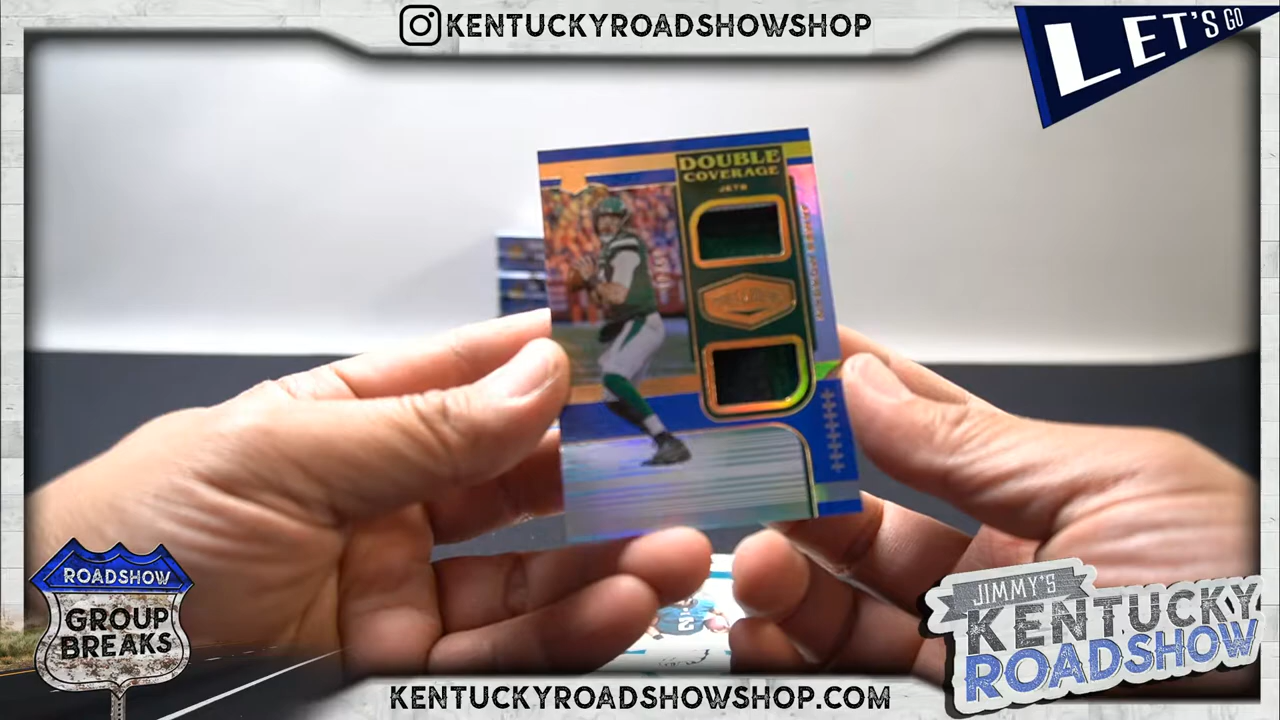 KENTUCKYROADSHOWSHOP
LET'S GO
DOUBLE
COVERAGE
JETS
ROADSHOW
GROUP
BREAKS
JIMMY'S
KENTUCKY
ROADSHOW
KENTUCKYROADSHOWSHOP.COM